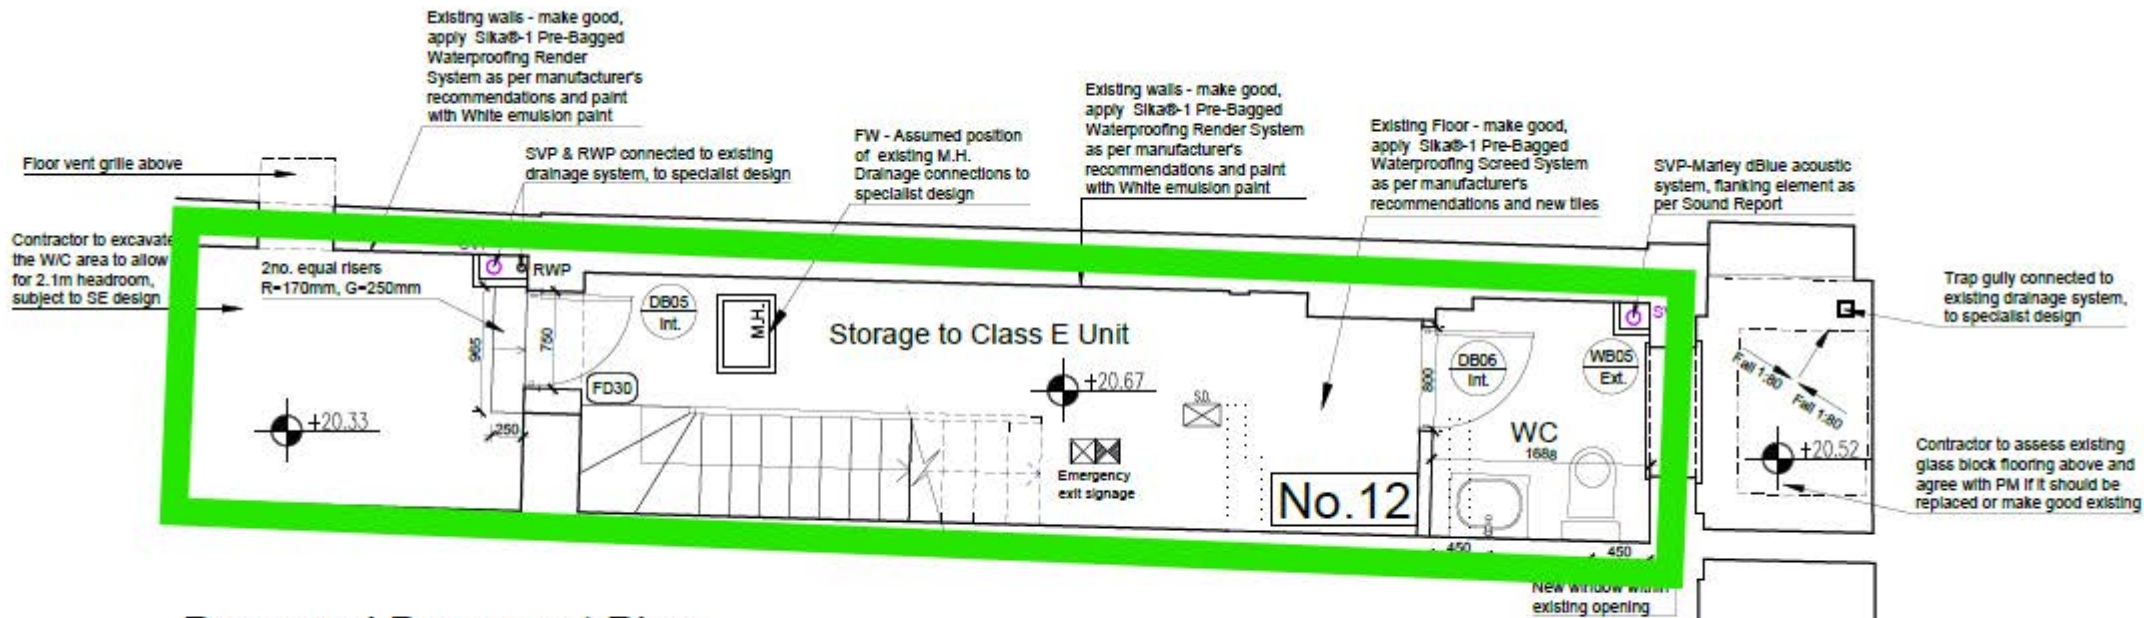 Existing walls - make good,
apply Sika®-1 Pre-Bagged
Waterproofing Render
System as per manufacturer's
recommendations and paint
with White emulsion paint
Floor vent grille above
SVP & RWP connected to existing
drainage system, to specialist design
FW - Assumed position
of existing M.H.
Drainage connections to
specialist design
Existing walls - make good,
apply Sika®-1 Pre-Bagged
Waterproofing Render System
as per manufacturer's
recommendations and paint
with White emulsion paint
Existing Floor - make good,
apply Sika®-1 Pre-Bagged
Waterproofing Screed System
as per manufacturer's
recommendations and new tiles
SVP-Marley dBlue acoustic
system, flanking element as
per Sound Report
Contractor to excavate
the W/C area to allow
for 2.1m headroom,
subject to SE design
2no. equal risers
R=170mm, G=250mm
RWP
DB05
Int.
M.H.
Storage to Class E Unit
965
750
FD30
250
+20.33
+20.67
S.D.
Emergency
exit signage
No.12
800
DB06
Int.
WB05
Ext.
WC
1688
450
450
New window within
existing opening
Trap gully connected to
existing drainage system,
to specialist design
Fall 1:80
Fall 1:80
+20.52
Contractor to assess existing
glass block flooring above and
agree with PM if it should be
replaced or make good existing